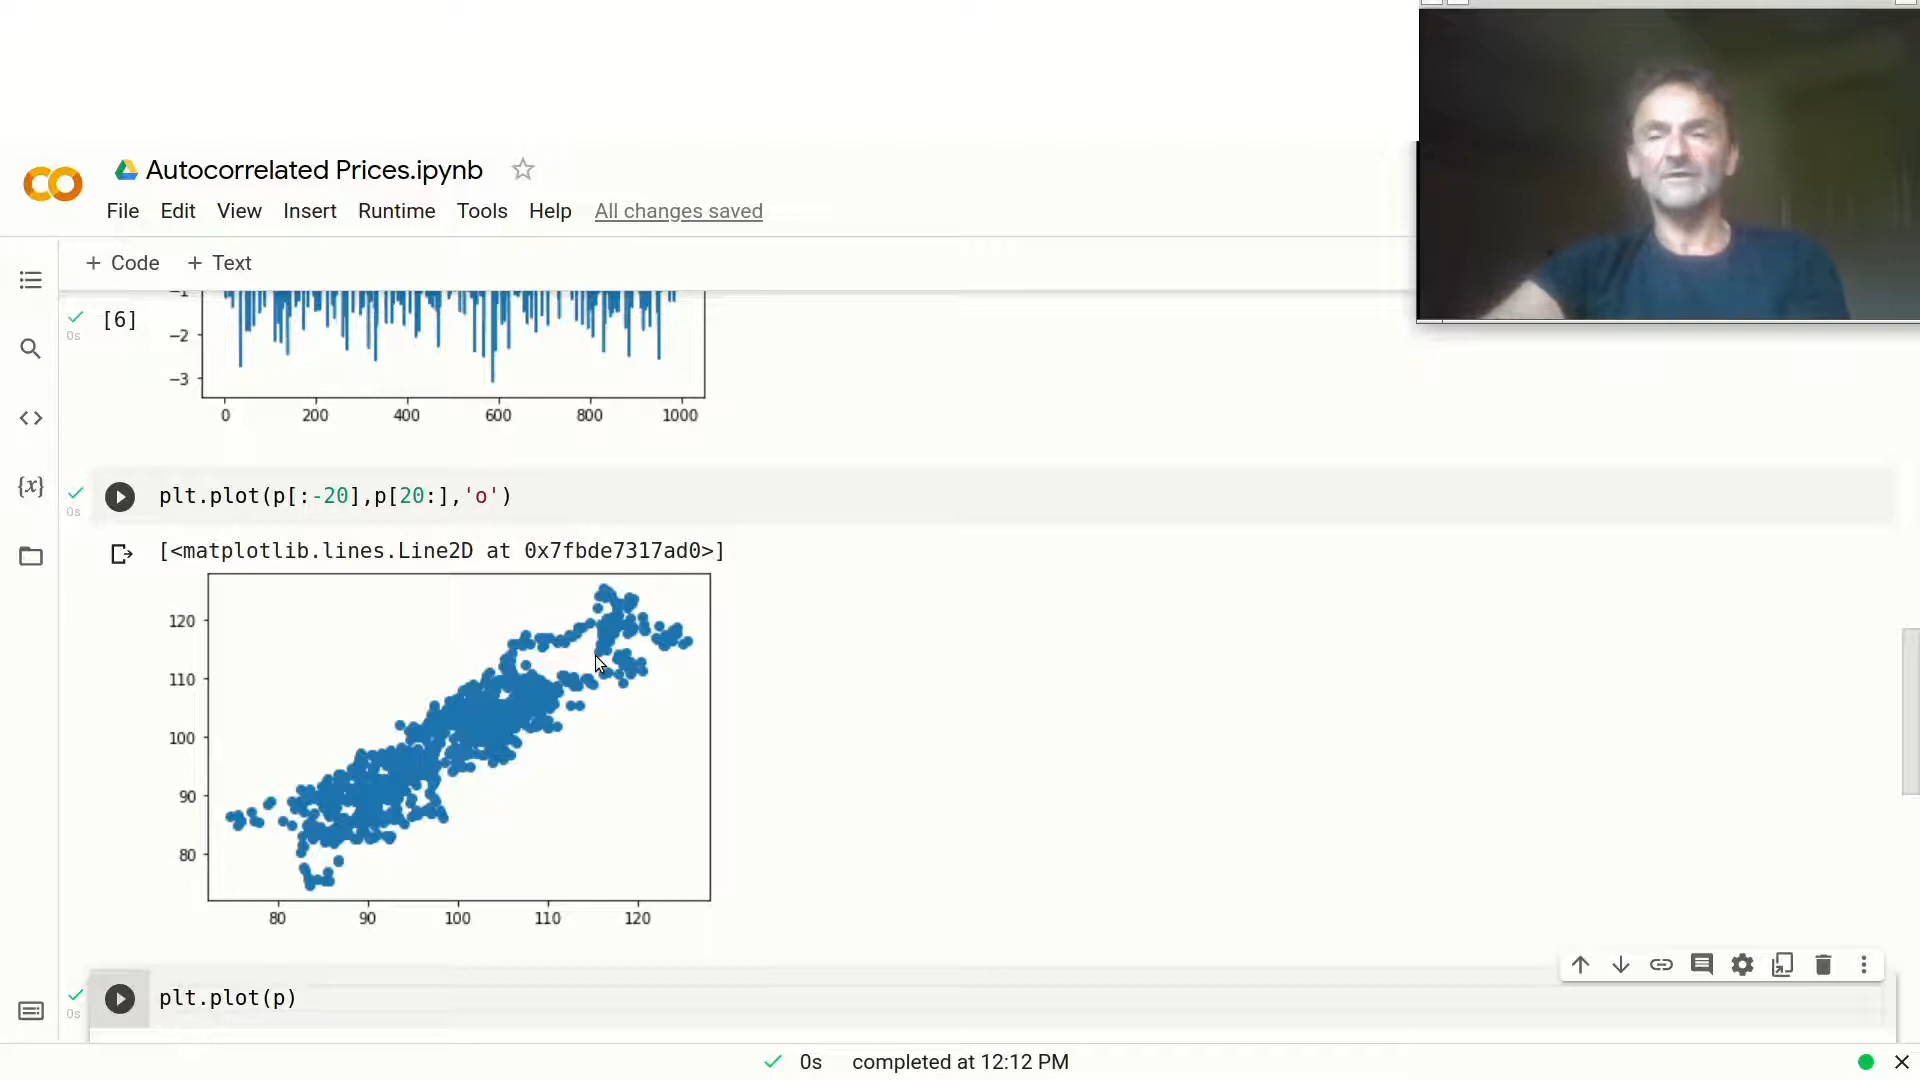 Autocorrelated Prices.ipynb
File Edit View Insert Runtime Tools Help All changes saved
+ Code + Text
[6]
0s
−1
−2
−3
0 200 400 600 800 1000
plt.plot(p[:-20],p[20:],'o')
0s
[<matplotlib.lines.Line2D at 0x7fbde7317ad0>]
120
110
100
90
80
80 90 100 110 120
plt.plot(p)
0s
0s completed at 12:12 PM